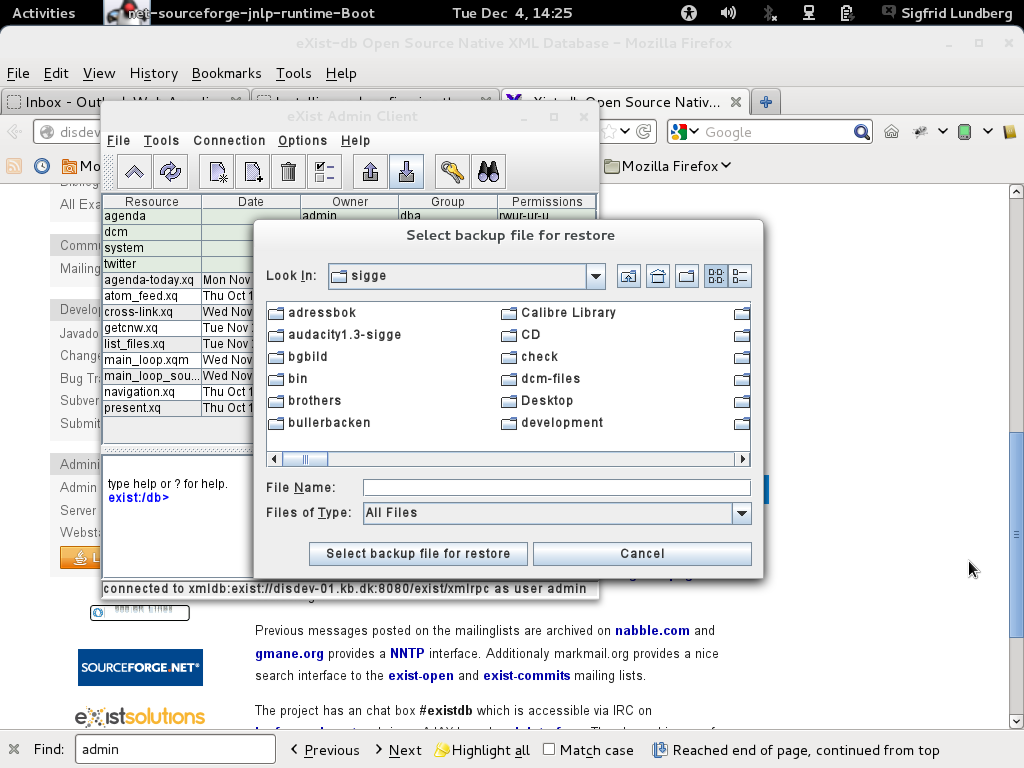 Activities net-sourceforge-jnlp-runtime-Boot Tue Dec 4, 14:25 Sigfrid Lundberg
eXist-db Open Source Native XML Database - Mozilla Firefox
File Edit View History Bookmarks Tools Help
Inbox - Outlook Web Open Source Native...
disdev Google
Mozilla Firefox
eXist Admin Client
File Tools Connection Options Help
Resource Date Owner Group Permissions
agenda admin dba rwur-ur-u
dcm
system
twitter
agenda-today.xq Mon Nov
atom_feed.xq Thu Oct 1
cross-link.xq Wed Nov
getcnw.xq Tue Nov
list_files.xq Tue Nov
main_loop.xqm Wed Nov
main_loop_sou... Wed Nov
navigation.xq Thu Oct 1
present.xq Thu Oct 1
type help or ? for help.
exist:/db>
connected to xmldb:exist://disdev-01.kb.dk:8080/exist/xmlrpc as user admin
Select backup file for restore
Look In: sigge
adressbok Calibre Library
audacity1.3-sigge CD
bgbild check
bin dcm-files
brothers Desktop
bullerbacken development
File Name:
Files of Type: All Files
Select backup file for restore Cancel
All Exa
Comm
Mailing
Develo
Javado
Change
Bug Tr
Subver
Submit
Admini
Admin
Server
Websta
L
SOURCEFORGE.NET®
eXistsolutions
Previous messages posted on the mailinglists are archived on nabble.com and
gmane.org provides a NNTP interface. Additionaly markmail.org provides a nice
search interface to the exist-open and exist-commits mailing lists.
The project has an chat box #existdb which is accessible via IRC on
Find: admin Previous Next Highlight all Match case Reached end of page, continued from top